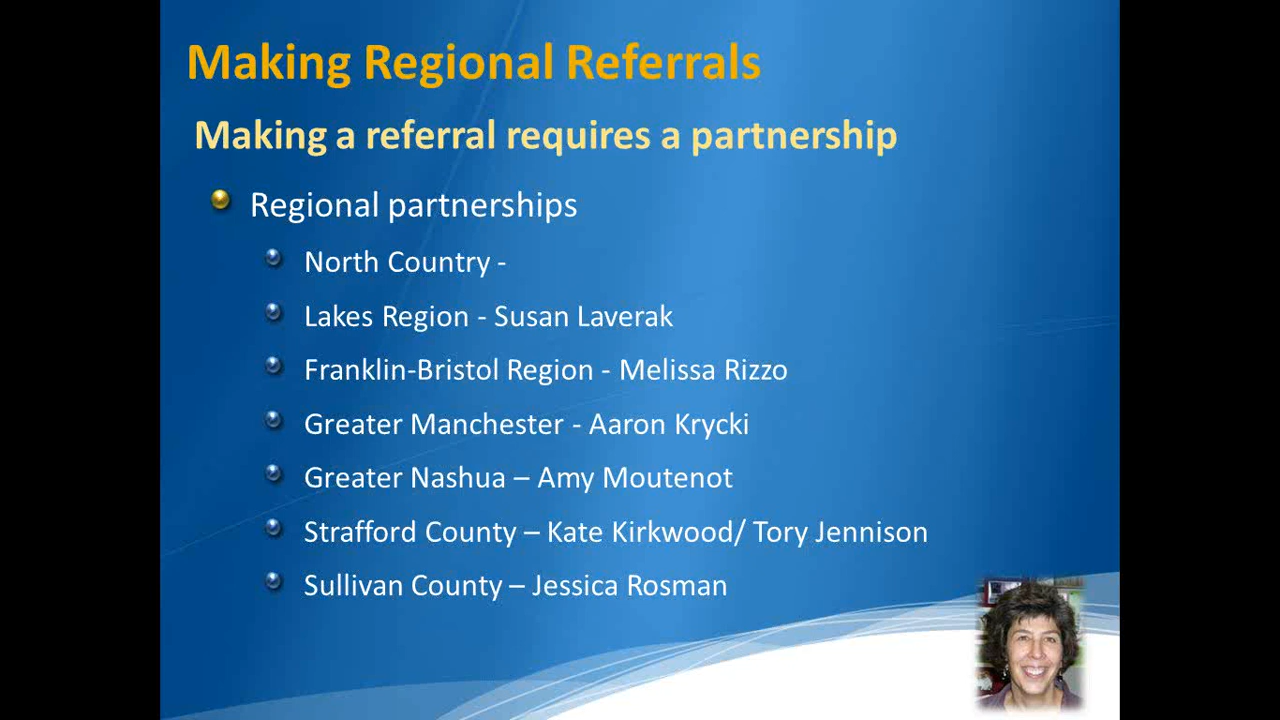 Making Regional Referrals
Making a referral requires a partnership
Regional partnerships
North Country -
Lakes Region - Susan Laverak
Franklin-Bristol Region - Melissa Rizzo
Greater Manchester - Aaron Krycki
Greater Nashua – Amy Moutenot
Strafford County – Kate Kirkwood/ Tory Jennison
Sullivan County – Jessica Rosman